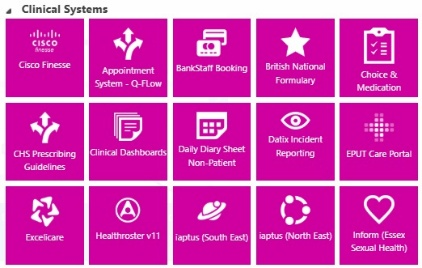 Clinical Systems
CISCO
finesse
Cisco Finesse
Appointment
System - Q-FLow
BankStaff Booking
British National
Formulary
Choice &
Medication
CHS Prescribing
Guidelines
Clinical Dashboards
Daily Diary Sheet
Non-Patient
Datix Incident
Reporting
EPUT Care Portal
Excelicare
Healthroster v11
iaptus (South East)
iaptus (North East)
Inform (Essex
Sexual Health)